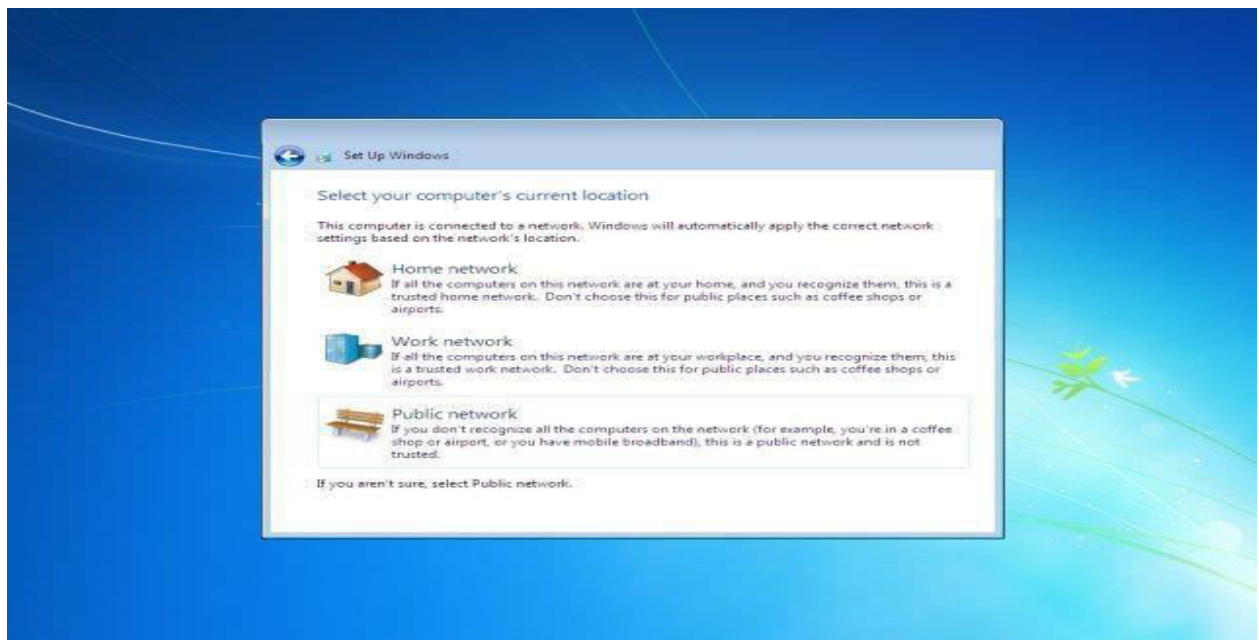 Set Up Windows
Select your computer's current location
This computer is connected to a network. Windows will automatically apply the correct network
settings based on the network's location.
Home network
If all the computers on this network are at your home, and you recognize them, this is a
trusted home network.  Don't choose this for public places such as coffee shops or
airports.
Work network
If all the computers on this network are at your workplace, and you recognize them, this
is a trusted work network.  Don't choose this for public places such as coffee shops or
airports.
Public network
If you don't recognize all the computers on the network (for example, you're in a coffee
shop or airport, or you have mobile broadband), this is a public network and is not
trusted.
If you aren't sure, select Public network.